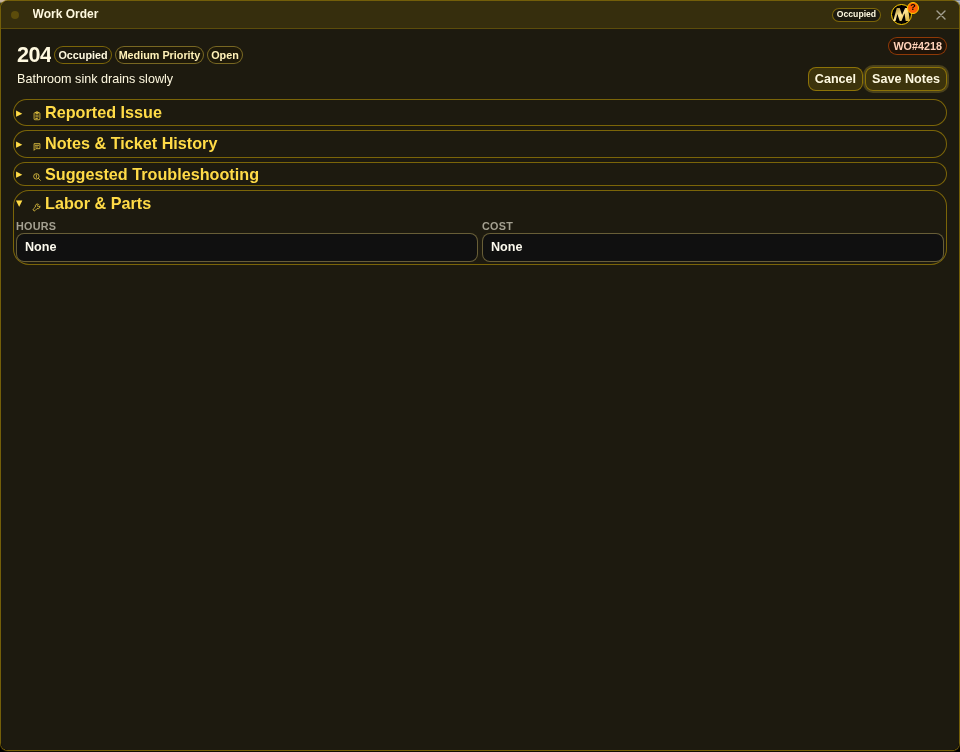 Work Order
Occupied
M ?
WO#4218
204 Occupied Medium Priority Open
Bathroom sink drains slowly
Cancel Save Notes
Reported Issue
Notes & Ticket History
Suggested Troubleshooting
Labor & Parts
HOURS COST
None None